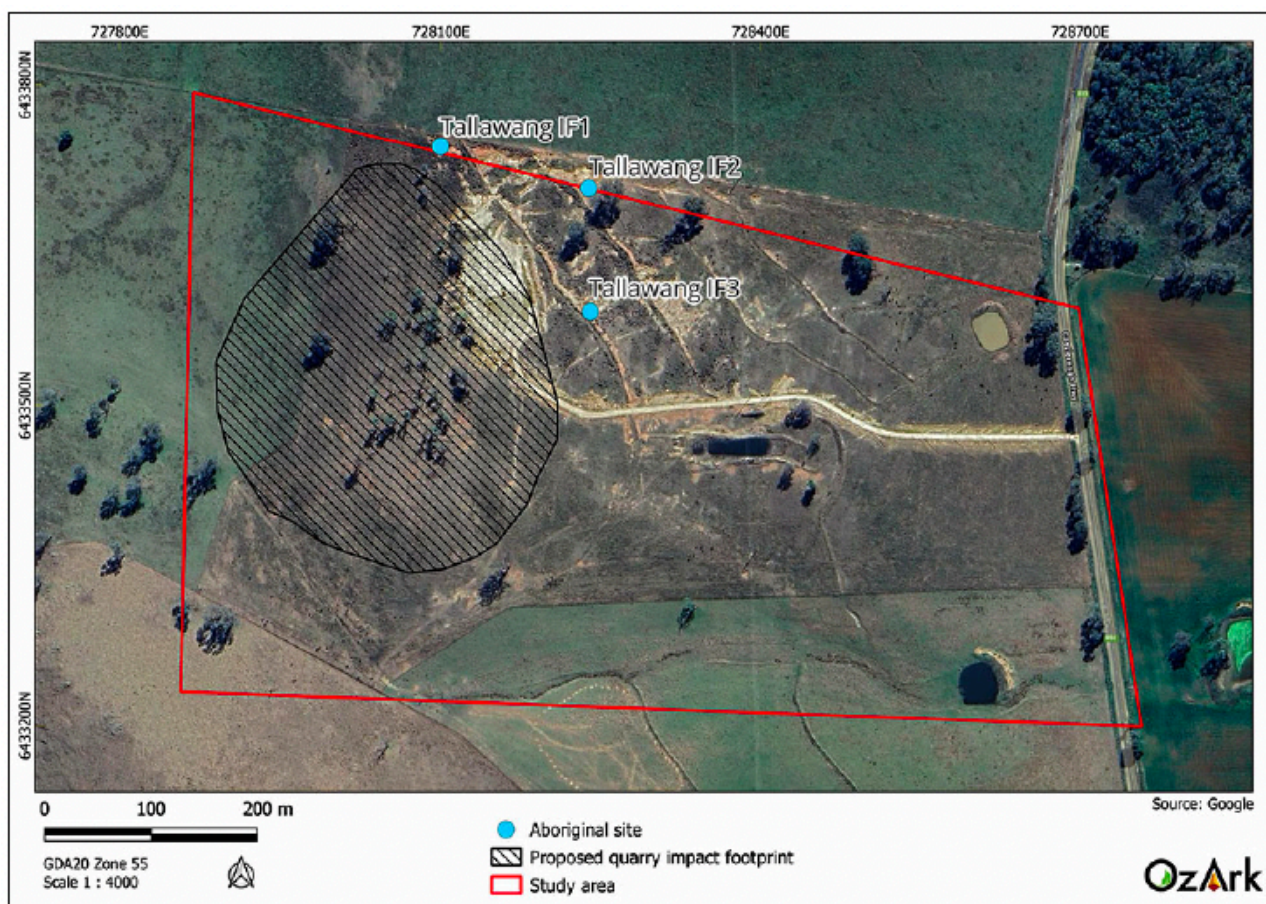 727800E 728100E 728400E 728700E
6433800N
6433500N
6433200N
Tallawang IF1
Tallawang IF2
Tallawang IF3
0 100 200 m
GDA20 Zone 55
Scale 1 : 4000
Aboriginal site
Proposed quarry impact footprint
Study area
Source: Google
OzArk